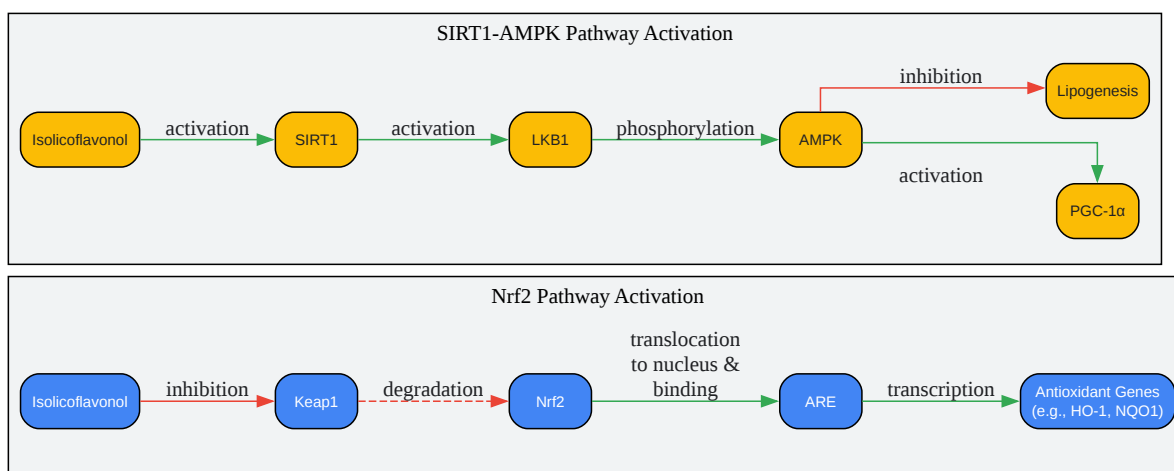 SIRT1-AMPK Pathway Activation
inhibition
Lipogenesis
Isolicoflavonol
activation
SIRT1
activation
LKB1
phosphorylation
AMPK
activation
PGC-1α
Nrf2 Pathway Activation
Isolicoflavonol
inhibition
Keap1
degradation
Nrf2
translocation
to nucleus &
binding
ARE
transcription
Antioxidant Genes
(e.g., HO-1, NQO1)